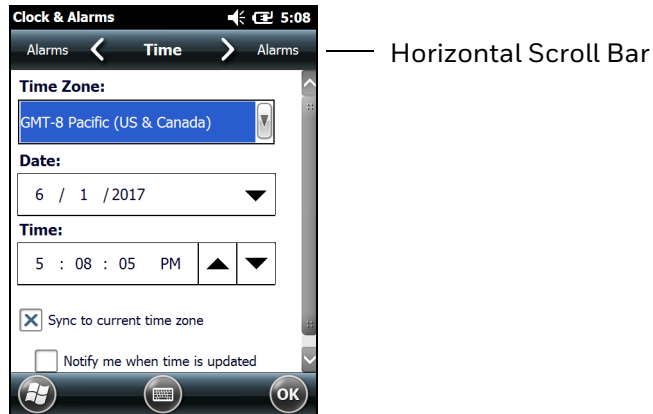 Clock & Alarms 5:08
Alarms Time Alarms
Horizontal Scroll Bar
Time Zone:
GMT-8 Pacific (US & Canada)
Date:
6 / 1 / 2017
Time:
5 : 08 : 05 PM
Sync to current time zone
Notify me when time is updated
OK